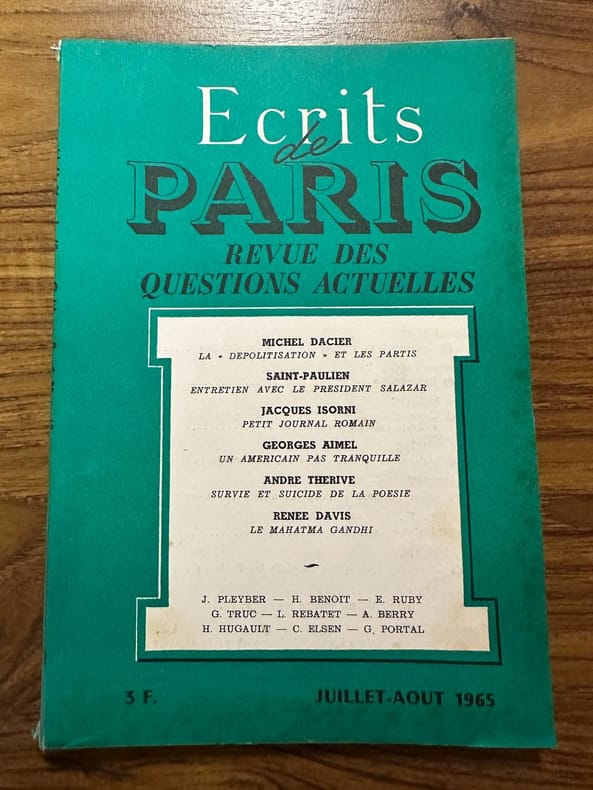 Ecrits
de
PARIS
REVUE DES
QUESTIONS ACTUELLES
MICHEL DACIER
LA « DEPOLITISATION » ET LES PARTIS
SAINT-PAULIEN
ENTRETIEN AVEC LE PRESIDENT SALAZAR
JACQUES ISORNI
PETIT JOURNAL ROMAIN
GEORGES AIMEL
UN AMERICAIN PAS TRANQUILLE
ANDRE THERIVE
SURVIE ET SUICIDE DE LA POESIE
RENEE DAVIS
LE MAHATMA GANDHI
J. PLEYBER — H. BENOIT — E. RUBY
G. TRUC — L. REBATET — A. BERRY
H. HUGAULT — C. ELSEN — G. PORTAL
3 F. JUILLET-AOUT 1965